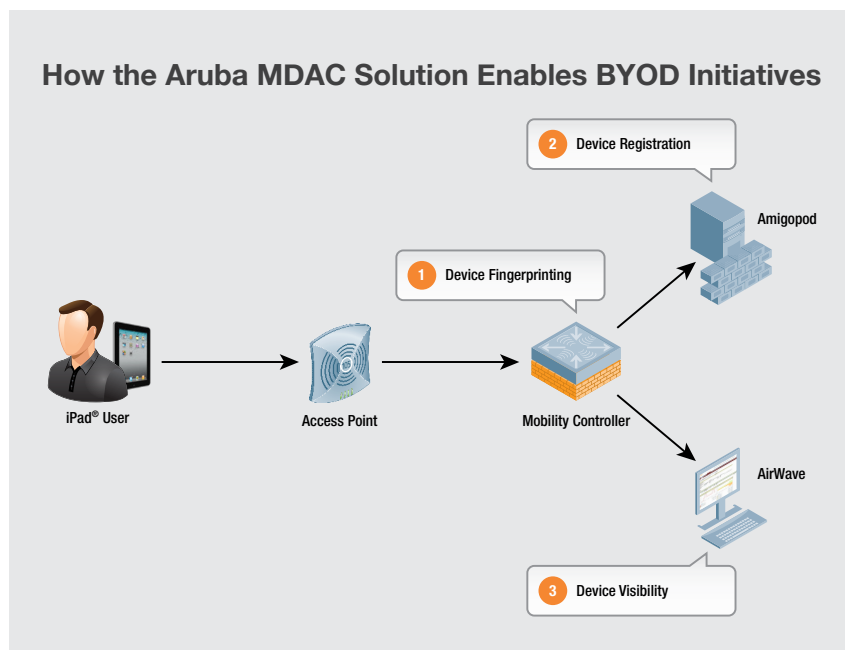 How the Aruba MDAC Solution Enables BYOD Initiatives
2 Device Registration
Amigopod
1 Device Fingerprinting
iPad® User
Access Point
Mobility Controller
AirWave
3 Device Visibility